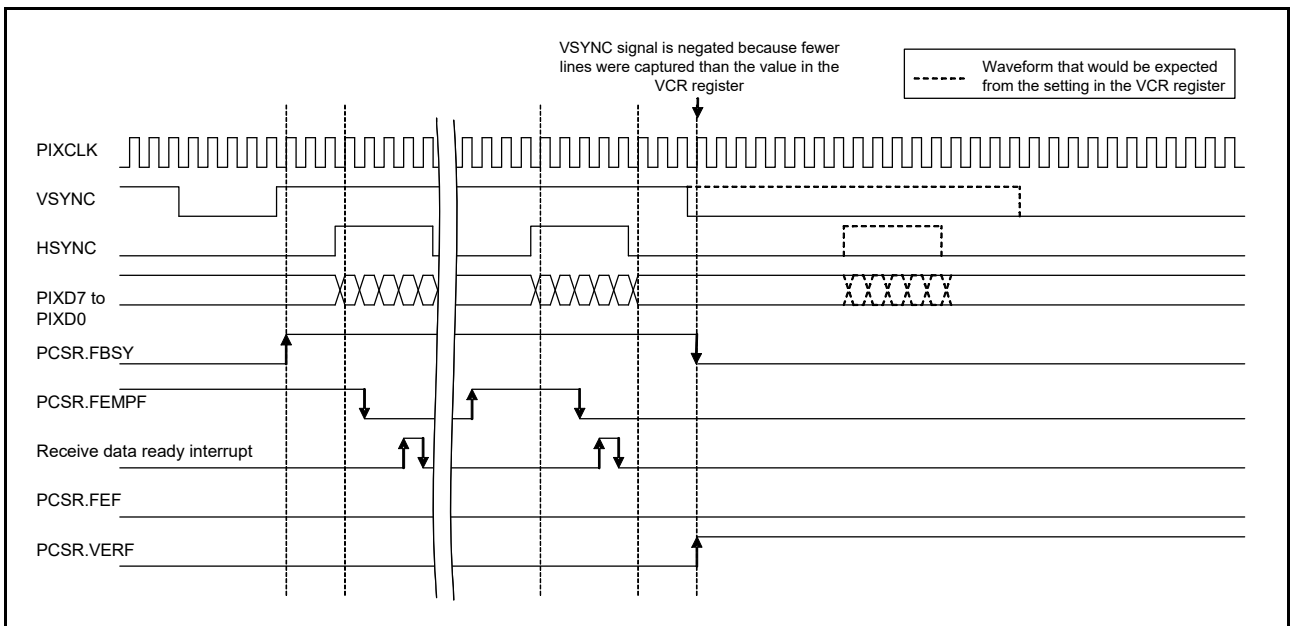 VSYNC signal is negated because fewer
lines were captured than the value in the
VCR register
Waveform that would be expected
from the setting in the VCR register
PIXCLK
VSYNC
HSYNC
PIXD7 to
PIXD0
PCSR.FBSY
PCSR.FEMPF
Receive data ready interrupt
PCSR.FEF
PCSR.VERF